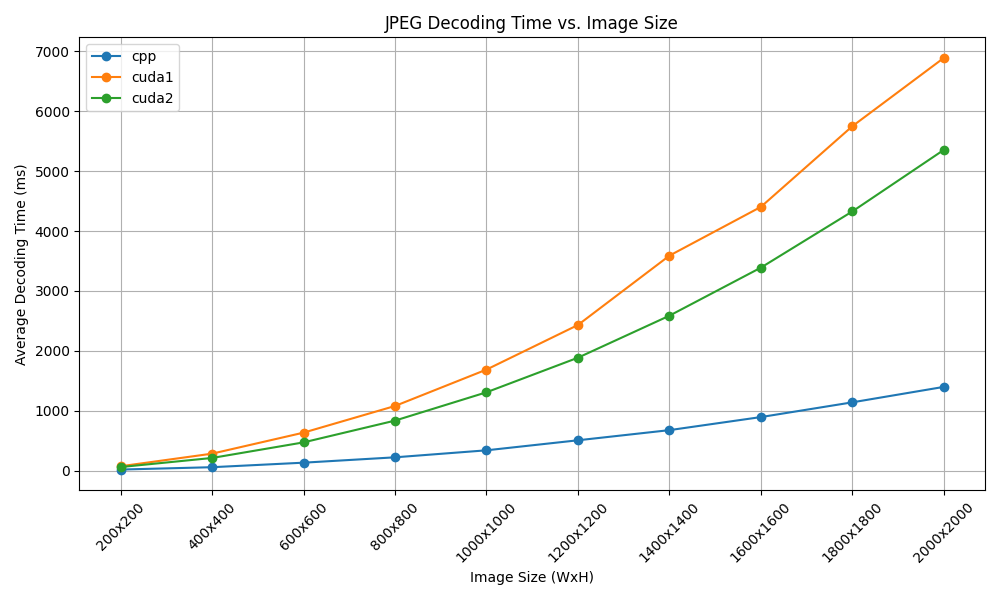 JPEG Decoding Time vs. Image Size
cpp
cuda1
cuda2
Average Decoding Time (ms)
7000
6000
5000
4000
3000
2000
1000
0
200x200
400x400
600x600
800x800
1000x1000
1200x1200
1400x1400
1600x1600
1800x1800
2000x2000
Image Size (WxH)